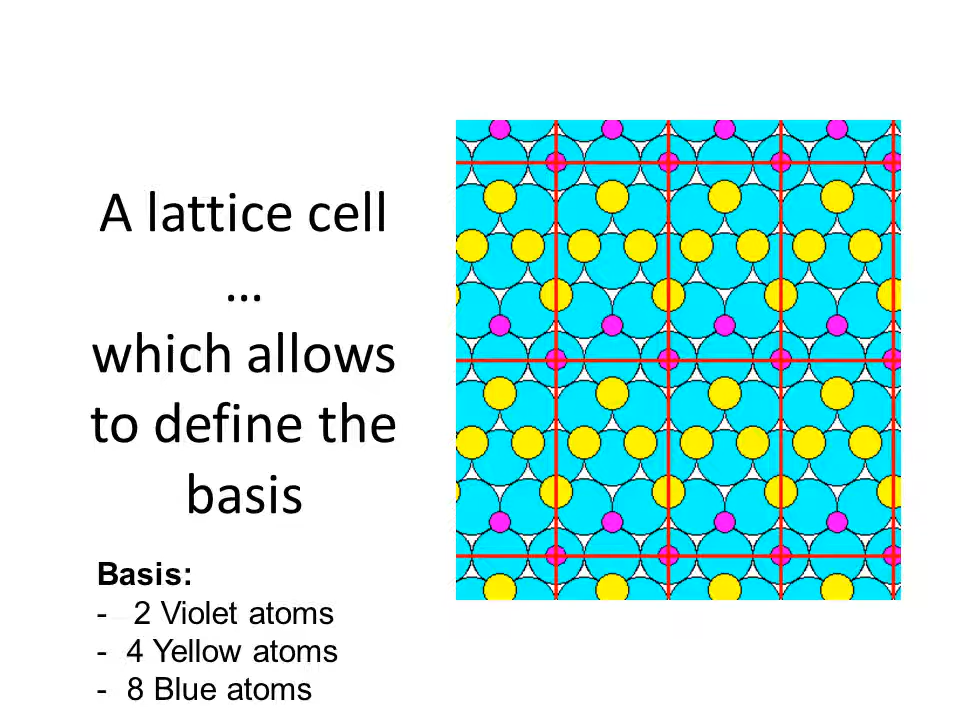 A lattice cell
...
which allows
to define the
basis
Basis:
- 2 Violet atoms
- 4 Yellow atoms
- 8 Blue atoms